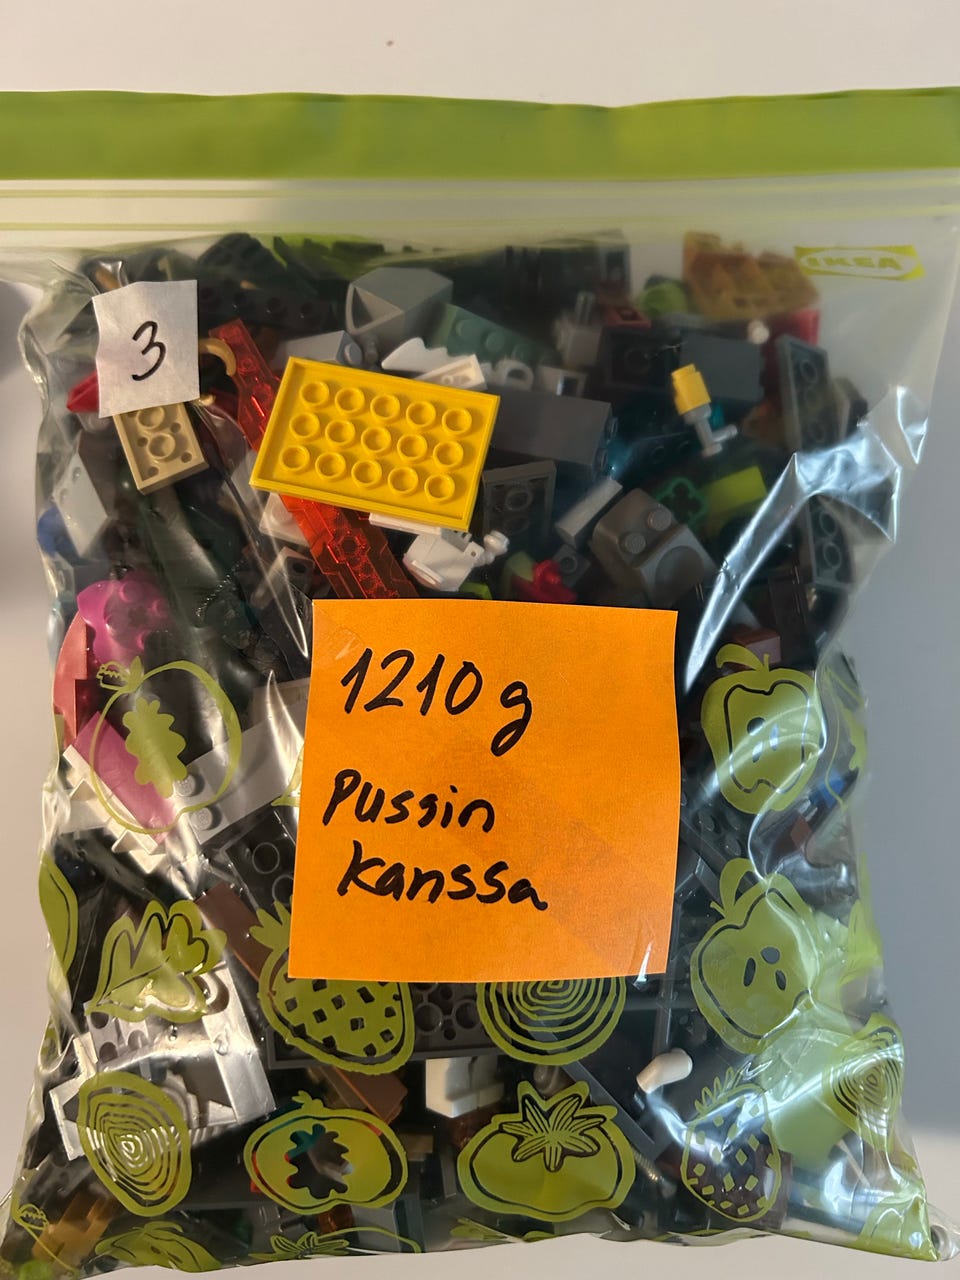 IKEA
3
1210 g
Pussin
kanssa